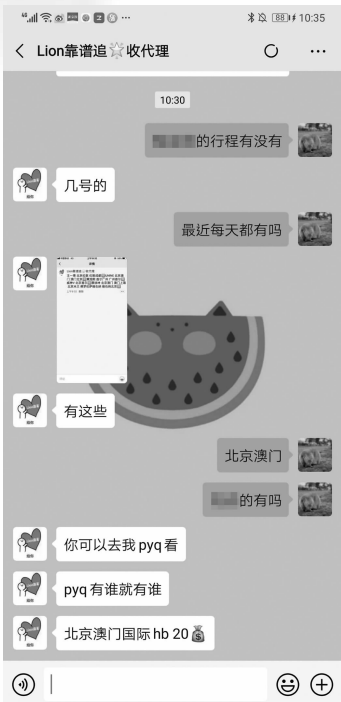 10:35
Lion靠谱追星收代理
10:30
的行程有没有
几号的
最近每天都有吗
有这些
北京澳门
的有吗
你可以去我pyq看
pyq有谁就有谁
北京澳门国际hb 20